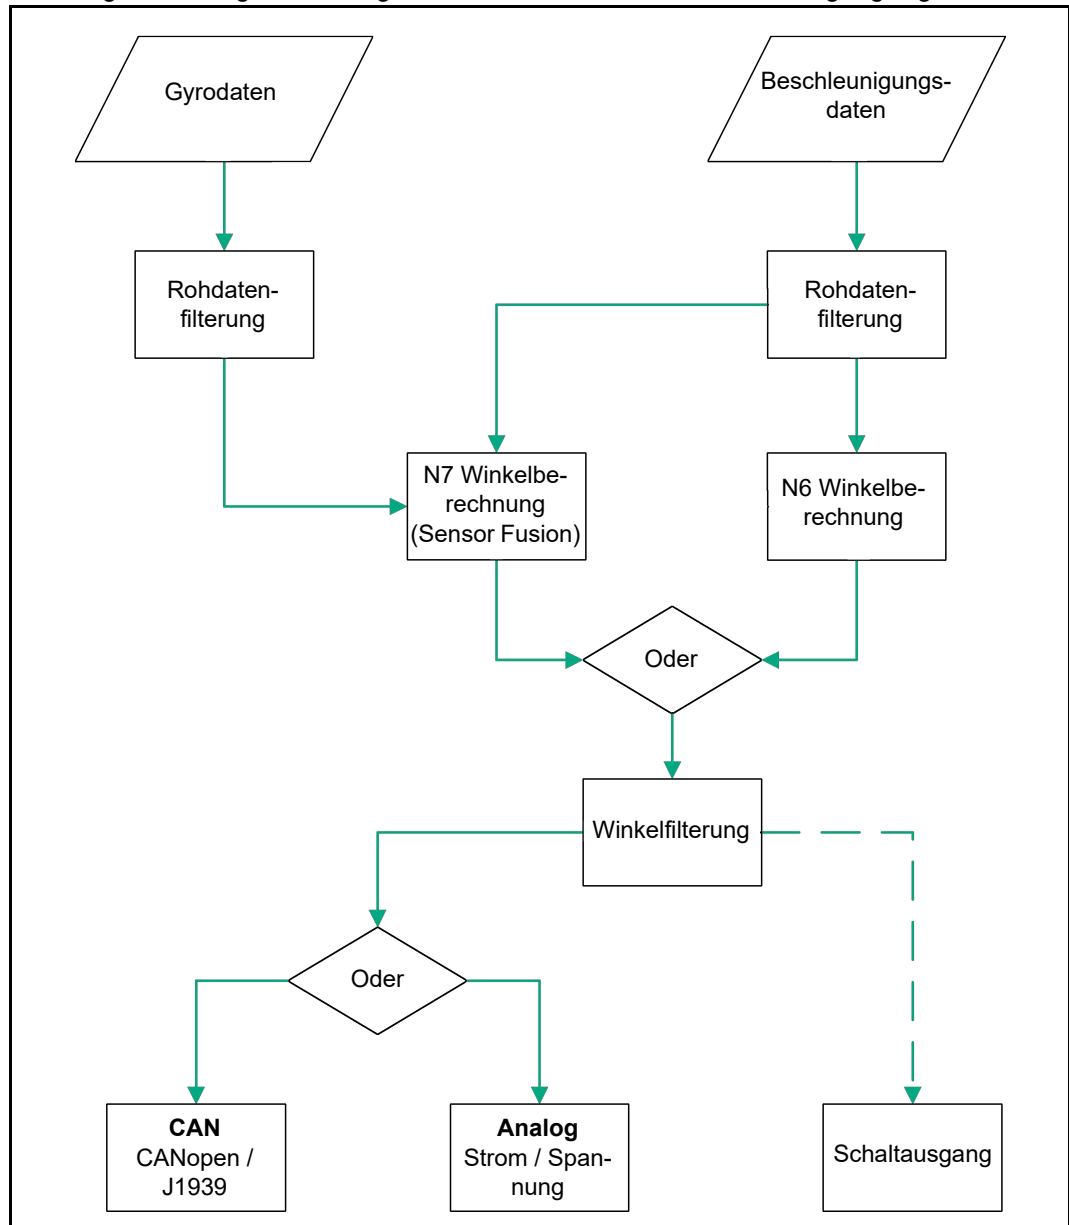 Gyrodaten
Beschleunigungs-
daten
Rohdaten-
filterung
Rohdaten-
filterung
N7 Winkelbe-
rechnung
(Sensor Fusion)
N6 Winkelbe-
rechnung
Oder
Winkelfilterung
Oder
CAN
CANopen /
J1939
Analog
Strom / Span-
nung
Schaltausgang